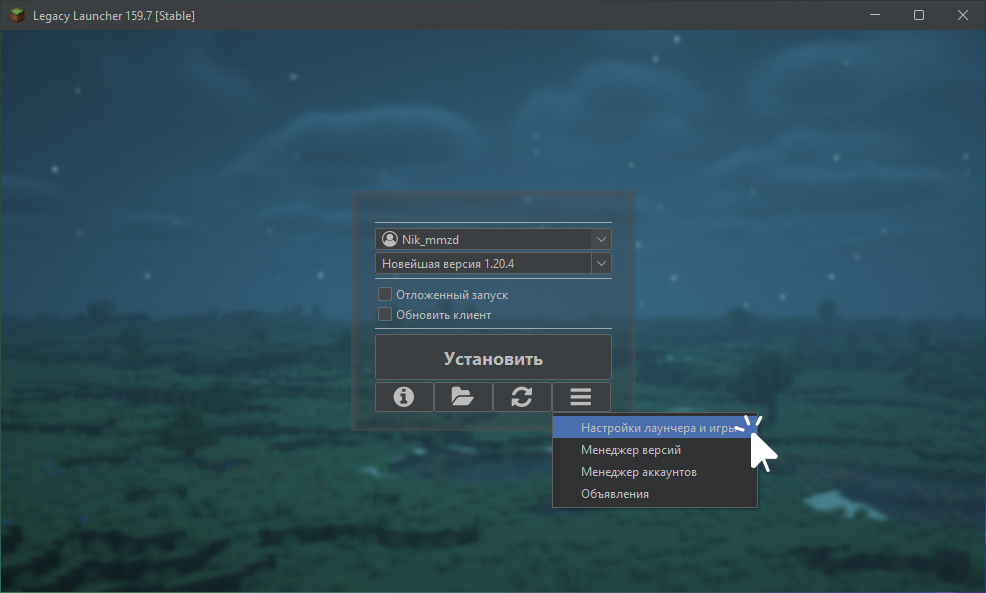 Legacy Launcher 159.7 [Stable]
Nik_mmzd
Новейшая версия 1.20.4
Отложенный запуск
Обновить клиент
Установить
Настройки лаунчера и игры
Менеджер версий
Менеджер аккаунтов
Объявления